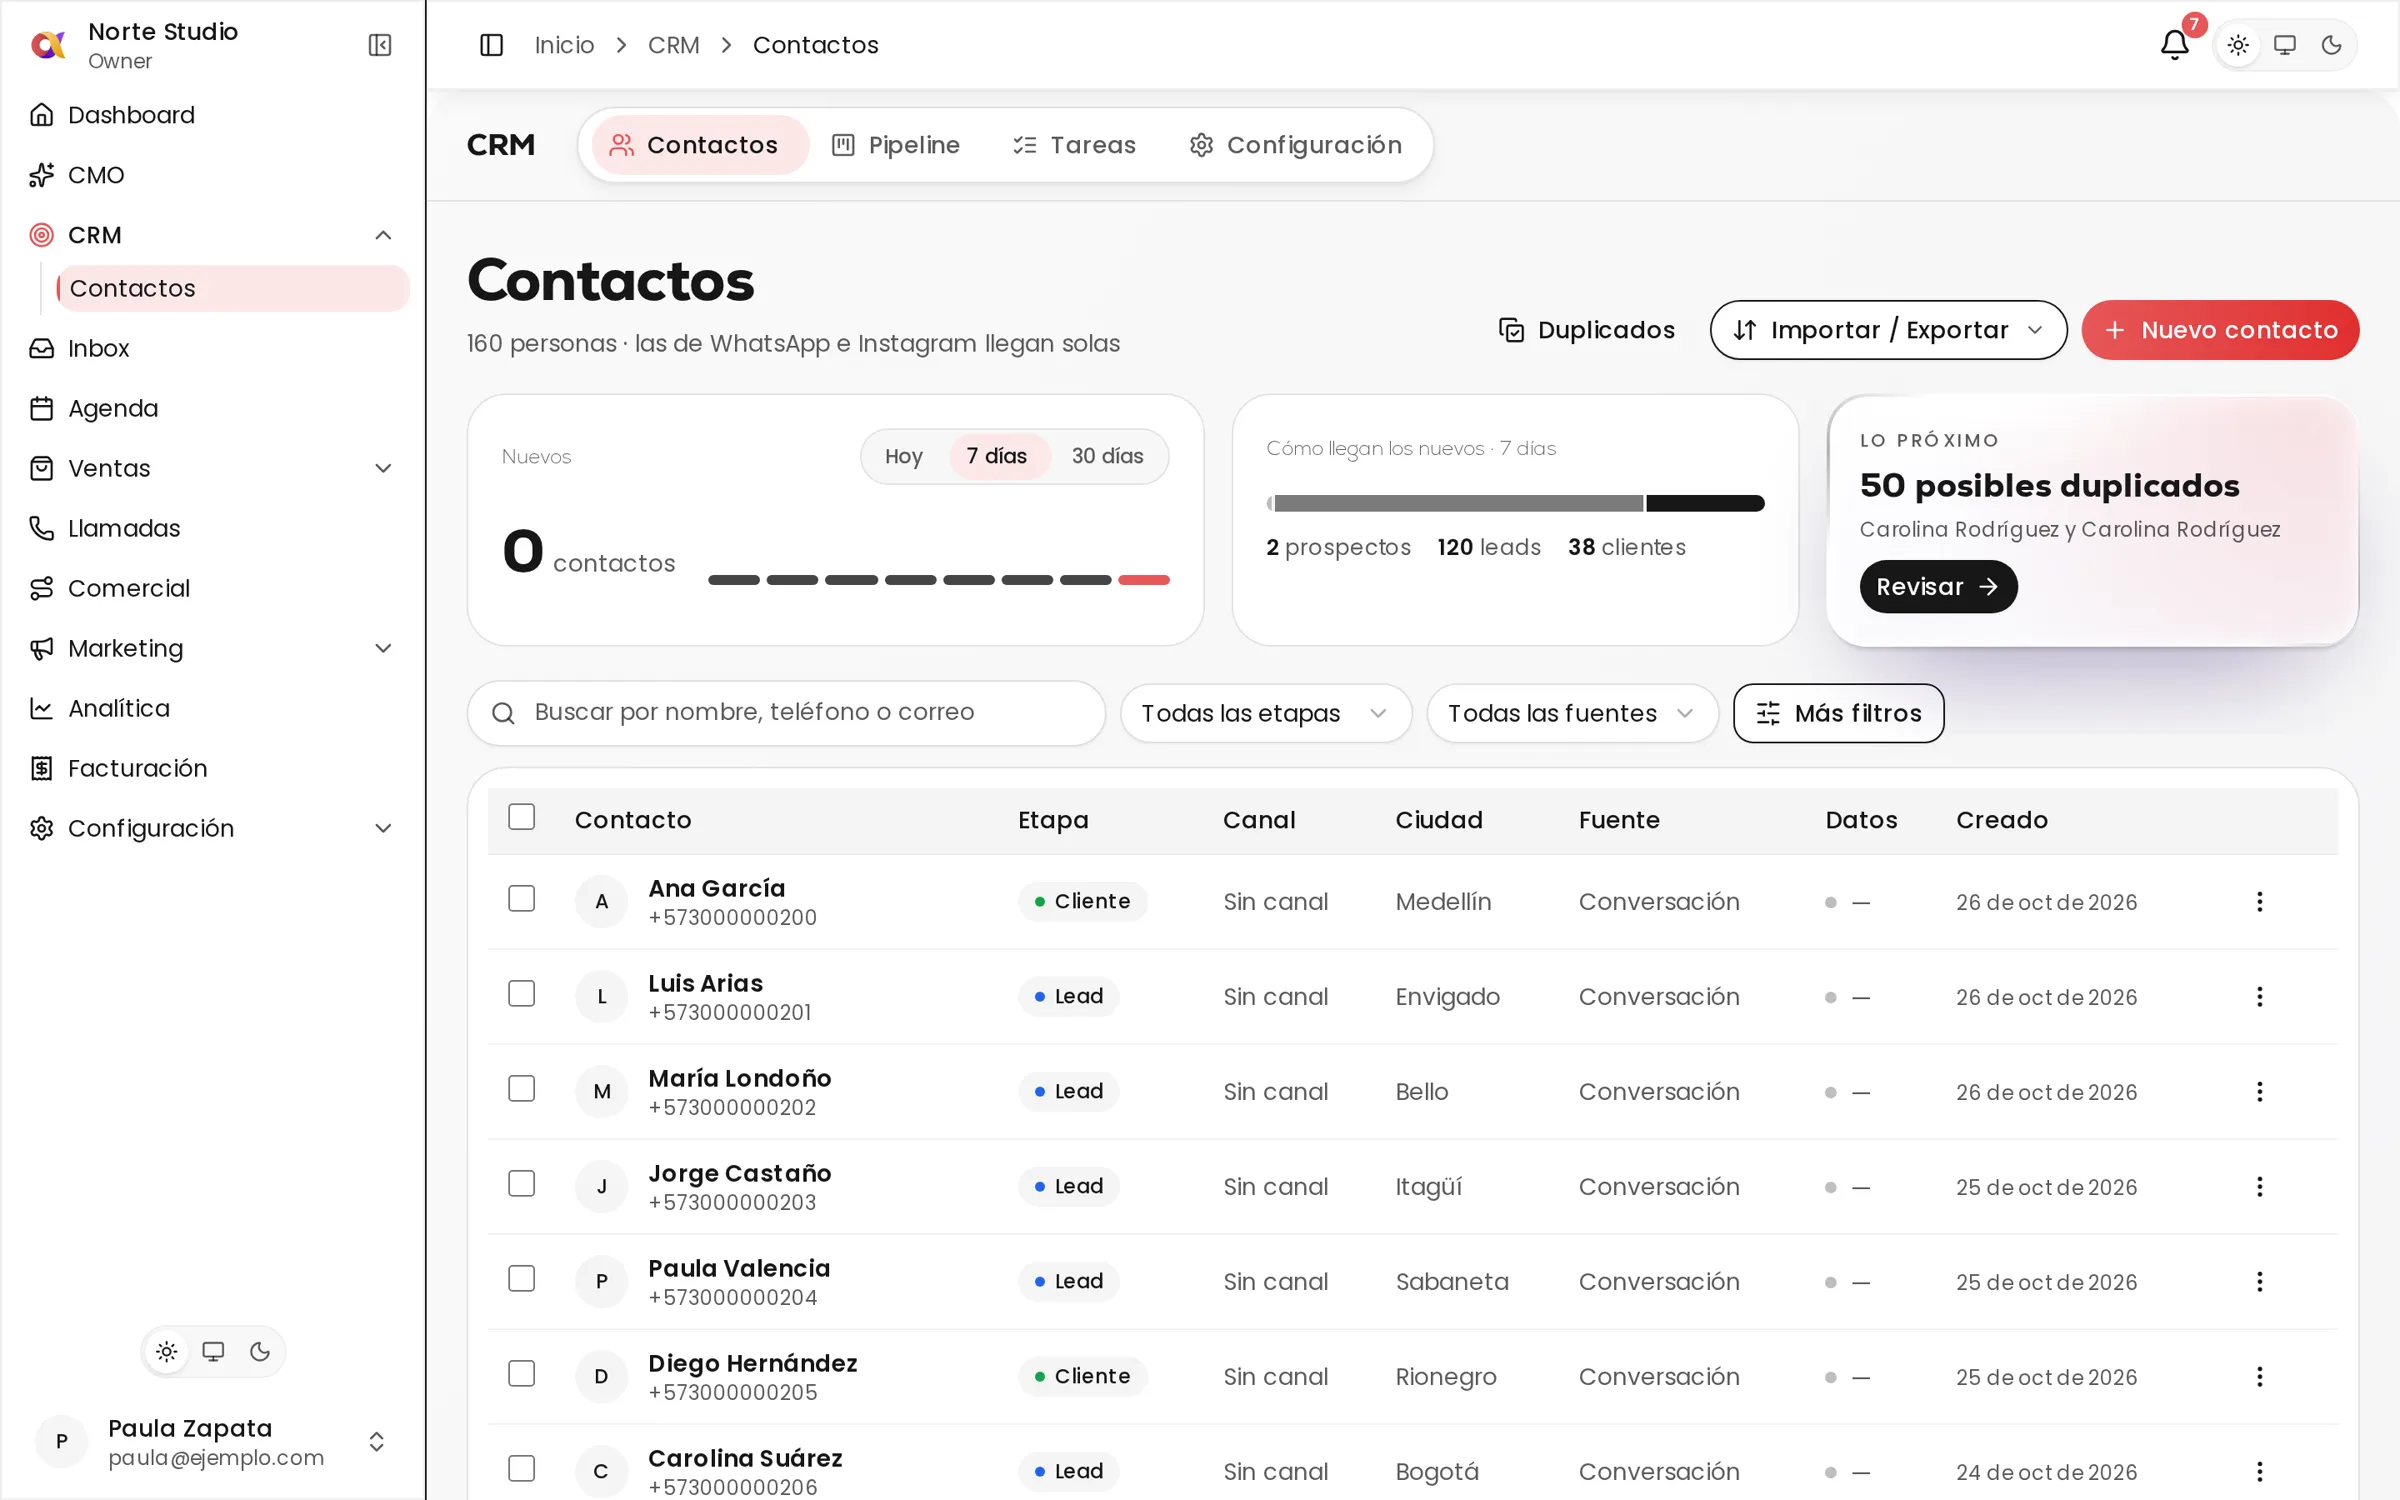 Norte Studio
Owner
Dashboard
CMO
CRM
Contactos
Inbox
Agenda
Ventas
Llamadas
Comercial
Marketing
Analítica
Facturación
Configuración
P
Paula Zapata
paula@ejemplo.com
Inicio > CRM > Contactos
7
CRM
Contactos
Pipeline
Tareas
Configuración
Contactos
160 personas · las de WhatsApp e Instagram llegan solas
Duplicados
Importar / Exportar
+ Nuevo contacto
Nuevos
Hoy
7 días
30 días
0 contactos
Cómo llegan los nuevos · 7 días
2 prospectos
120 leads
38 clientes
LO PRÓXIMO
50 posibles duplicados
Carolina Rodríguez y Carolina Rodríguez
Revisar →
Buscar por nombre, teléfono o correo
Todas las etapas
Todas las fuentes
Más filtros
Contacto Etapa Canal Ciudad Fuente Datos Creado
A Ana García Cliente Sin canal Medellín Conversación — 26 de oct de 2026
+573000000200
L Luis Arias Lead Sin canal Envigado Conversación — 26 de oct de 2026
+573000000201
M María Londoño Lead Sin canal Bello Conversación — 26 de oct de 2026
+573000000202
J Jorge Castaño Lead Sin canal Itagüí Conversación — 25 de oct de 2026
+573000000203
P Paula Valencia Lead Sin canal Sabaneta Conversación — 25 de oct de 2026
+573000000204
D Diego Hernández Cliente Sin canal Rionegro Conversación — 25 de oct de 2026
+573000000205
C Carolina Suárez Lead Sin canal Bogotá Conversación — 24 de oct de 2026
+573000000206